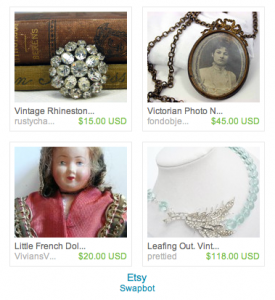 Vintage Rhineston...
rustycha... $15.00 USD
Victorian Photo N...
fondobje... $45.00 USD
Little French Dol...
ViviansV... $20.00 USD
Leafing Out. Vint...
prettied $118.00 USD
Etsy
Swapbot